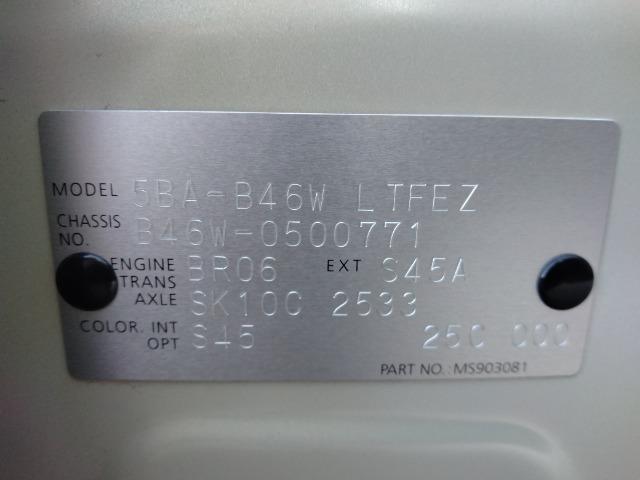 MODEL 5BA-B46W LTFEZ
CHASSIS NO. B46W-0500771
ENGINE BR06 EXT S45A
TRANS AXLE SK10C 2533
COLOR. INT OPT S45 25C 000
PART NO.: MS903081